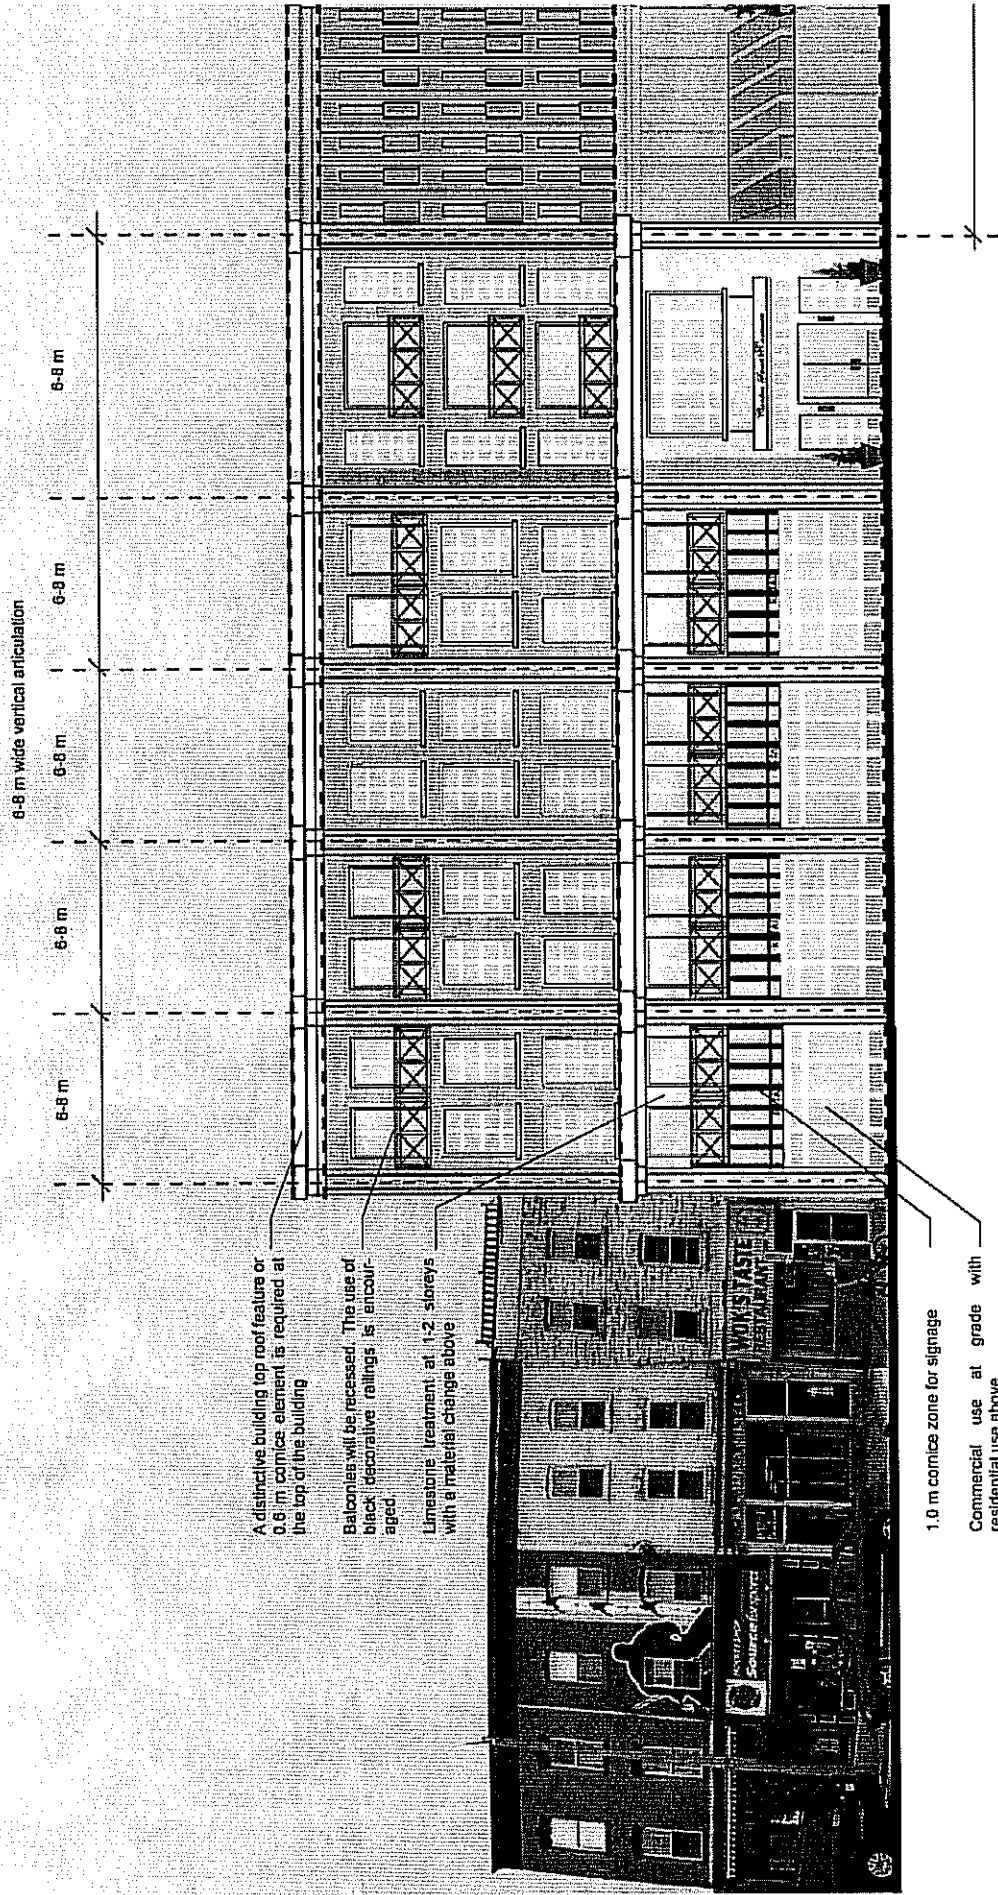 6-8 m wide vertical articulation
6-8 m
6-8 m
6-8 m
6-8 m
6-8 m
A distinctive building top roof feature or
0.6 m cornice element is required at
the top of the building
Balconies will be recessed. The use of
black decorative railings is encour-
aged
Limestone treatment at 1-2 storeys
with a material change above
WOK'S TASTE
RESTAURANT
1.0 m cornice zone for signage
Commercial use at grade with
residential use above